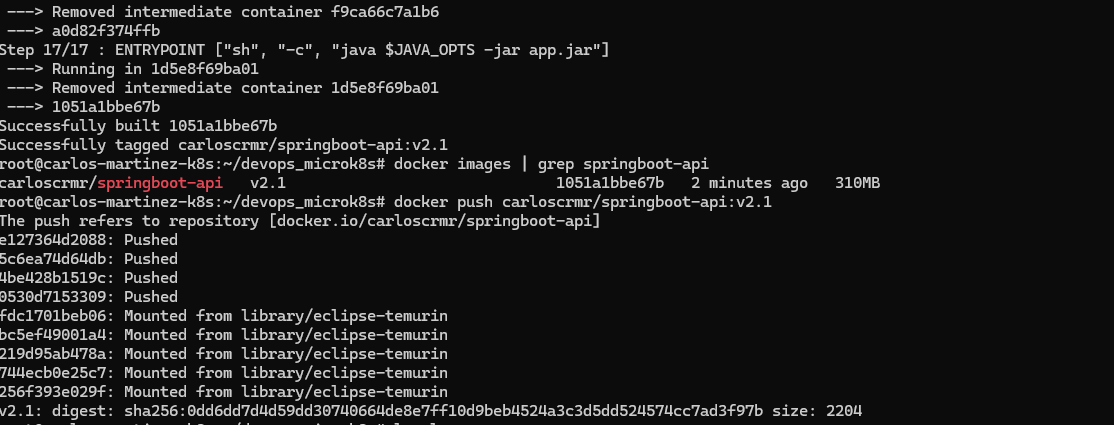 ---> Removed intermediate container f9ca66c7a1b6
---> a0d82f374ffb
Step 17/17 : ENTRYPOINT ["sh", "-c", "java $JAVA_OPTS -jar app.jar"]
---> Running in 1d5e8f69ba01
---> Removed intermediate container 1d5e8f69ba01
---> 1051a1bbe67b
Successfully built 1051a1bbe67b
Successfully tagged carloscrmr/springboot-api:v2.1
root@carlos-martinez-k8s:~/devops_microk8s# docker images | grep springboot-api
carloscrmr/springboot-api   v2.1   1051a1bbe67b   2 minutes ago   310MB
root@carlos-martinez-k8s:~/devops_microk8s# docker push carloscrmr/springboot-api:v2.1
The push refers to repository [docker.io/carloscrmr/springboot-api]
e127364d2088: Pushed
5c6ea74d64db: Pushed
4be428b1519c: Pushed
0530d7153309: Pushed
fdc1701beb06: Mounted from library/eclipse-temurin
bc5ef49001a4: Mounted from library/eclipse-temurin
219d95ab478a: Mounted from library/eclipse-temurin
744ecb0e25c7: Mounted from library/eclipse-temurin
256f393e029f: Mounted from library/eclipse-temurin
v2.1: digest: sha256:0dd6dd7d4d59dd30740664de8e7ff10d9beb4524a3c3d5dd524574cc7ad3f97b size: 2204